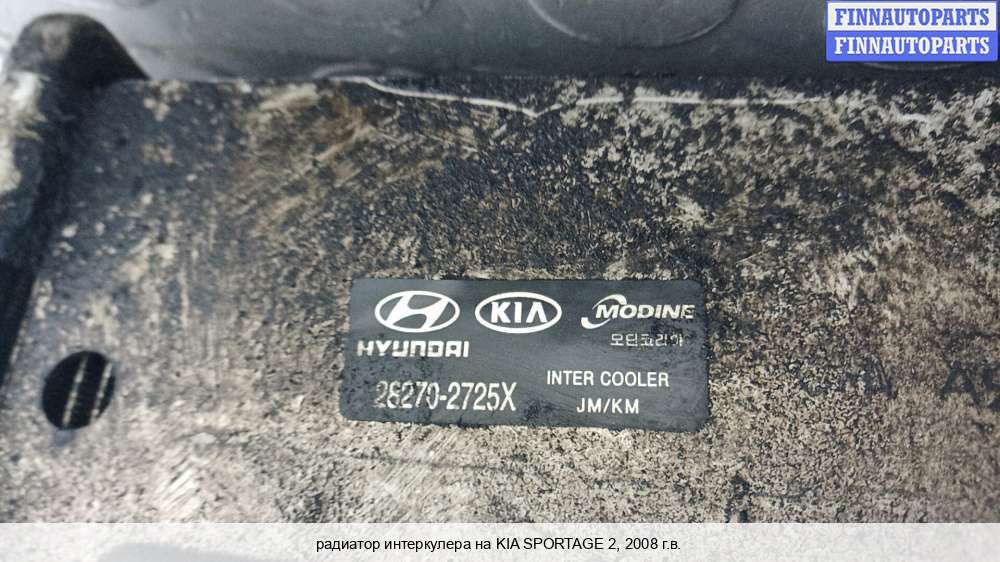 FINNAUTOPARTS
FINNAUTOPARTS
KIA MODINE
HYUNDAI 모딘코리아
28270-2725X INTER COOLER
JM/KM
радиатор интеркулера на KIA SPORTAGE 2, 2008 г.в.